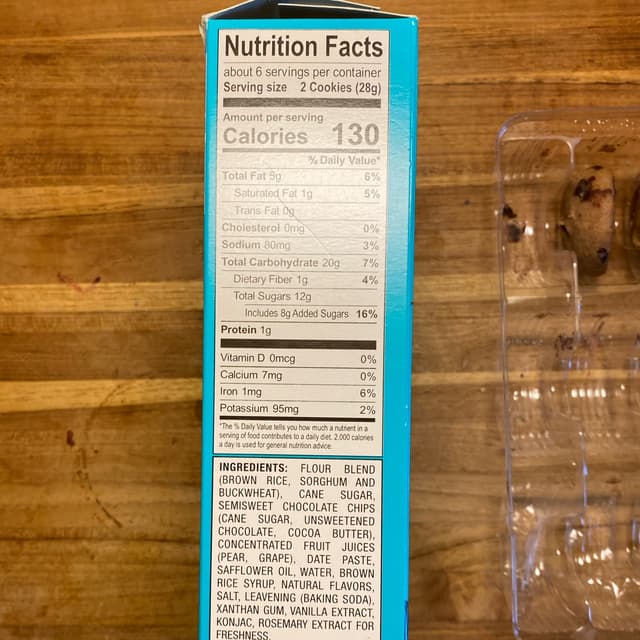 Nutrition Facts
about 6 servings per container
Serving size 2 Cookies (28g)
Amount per serving
Calories 130
% Daily Value*
Total Fat 5g 6%
Saturated Fat 1g 5%
Trans Fat 0g
Cholesterol 0mg 0%
Sodium 80mg 3%
Total Carbohydrate 20g 7%
Dietary Fiber 1g 4%
Total Sugars 12g
Includes 8g Added Sugars 16%
Protein 1g
Vitamin D 0mcg 0%
Calcium 7mg 0%
Iron 1mg 6%
Potassium 95mg 2%
*The % Daily Value tells you how much a nutrient in a
serving of food contributes to a daily diet. 2,000 calories
a day is used for general nutrition advice.
INGREDIENTS: FLOUR BLEND
(BROWN RICE, SORGHUM AND
BUCKWHEAT), CANE SUGAR,
SEMISWEET CHOCOLATE CHIPS
(CANE SUGAR, UNSWEETENED
CHOCOLATE, COCOA BUTTER),
CONCENTRATED FRUIT JUICES
(PEAR, GRAPE), DATE PASTE,
SAFFLOWER OIL, WATER, BROWN
RICE SYRUP, NATURAL FLAVORS,
SALT, LEAVENING (BAKING SODA),
XANTHAN GUM, VANILLA EXTRACT,
KONJAC, ROSEMARY EXTRACT FOR
FRESHNESS.